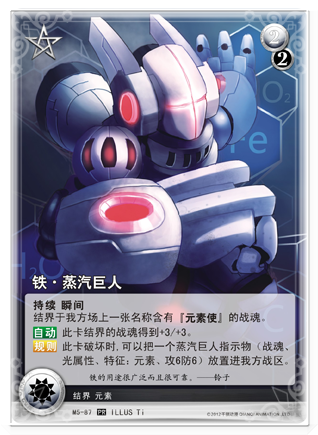 2
2
O₂
Fe
铁·蒸汽巨人
持续 瞬间
结界于我方场上一张名称含有『元素使』的战魂。
自动 此卡结界的战魂得到+3/+3。
规则 此卡破坏时,可以把一个蒸汽巨人指示物(战魂、
光属性、特征:元素、攻6防6)放置进我方战区。
铁的用途很广泛而且很可靠。——铃子
结界 元素
M5-87 PR ILLUS Ti